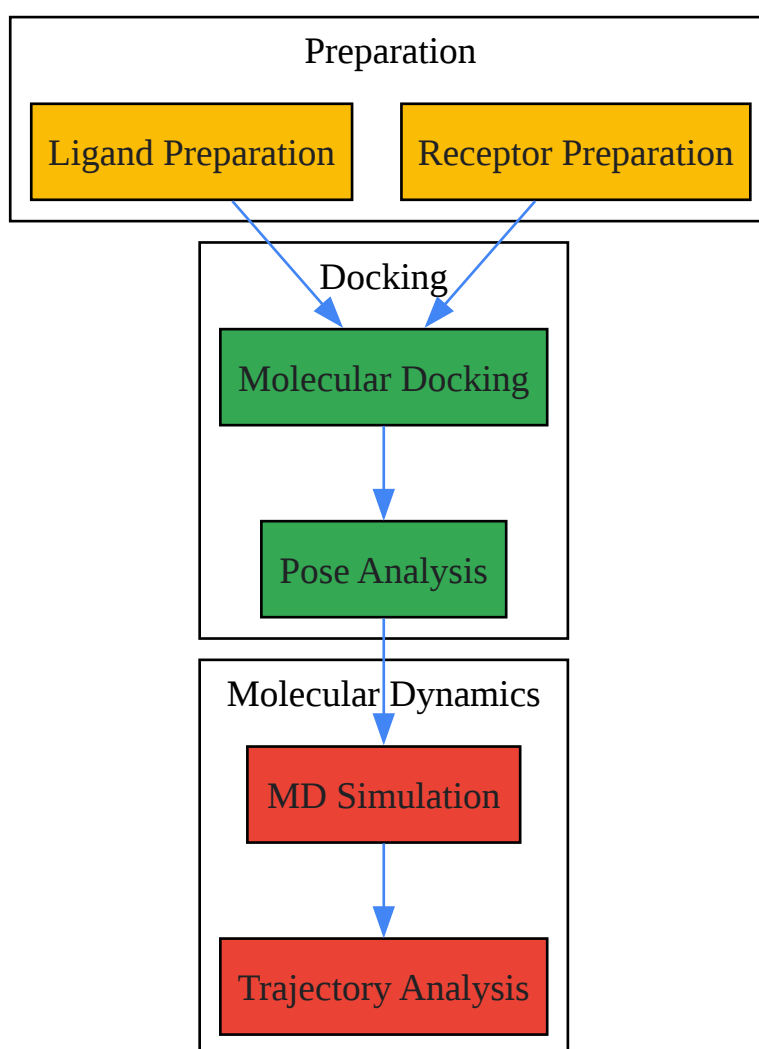 Preparation
Ligand Preparation
Receptor Preparation
Docking
Molecular Docking
Pose Analysis
Molecular Dynamics
MD Simulation
Trajectory Analysis